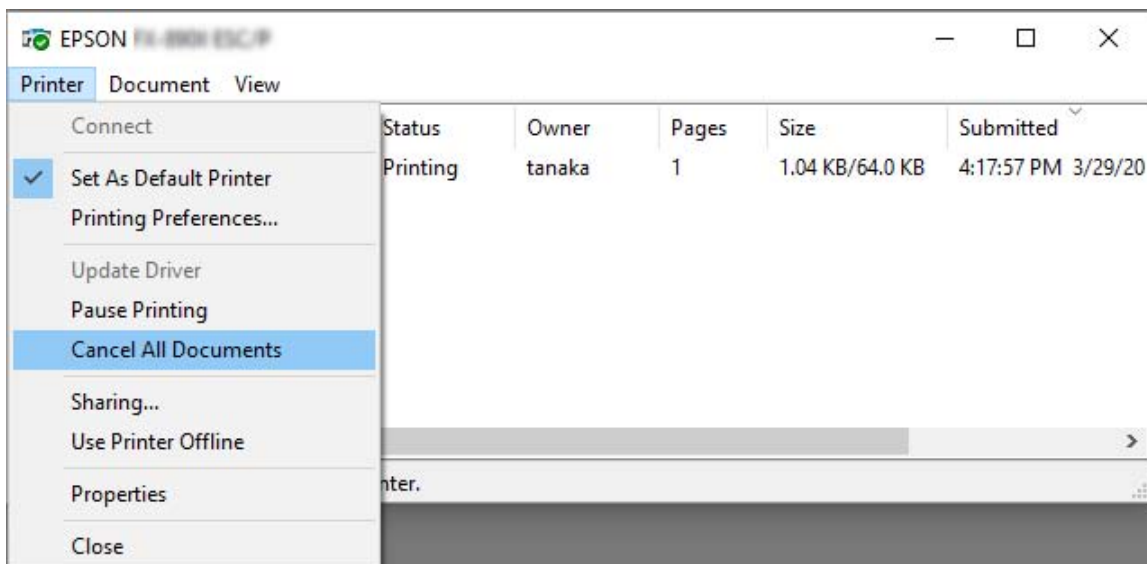 EPSON
Printer Document View
Connect
Set As Default Printer
Printing Preferences...
Update Driver
Pause Printing
Cancel All Documents
Sharing...
Use Printer Offline
Properties
Close
Status Owner Pages Size Submitted
Printing tanaka 1 1.04 KB/64.0 KB 4:17:57 PM 3/29/20
nter.